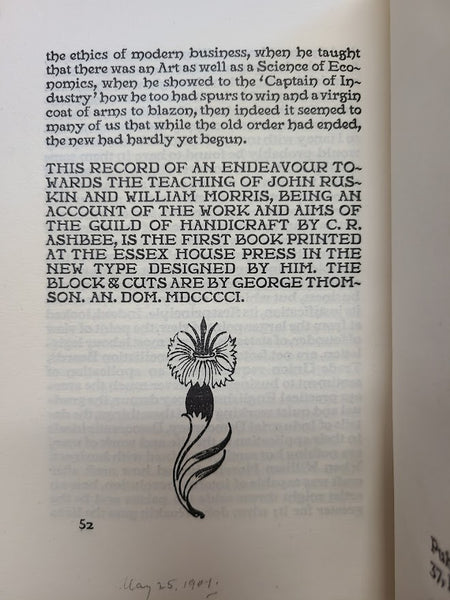 the ethics of modern business, when he taught
that there was an Art as well as a Science of Eco-
nomics, when he showed to the 'Captain of In-
dustry' how he too had spurs to win and a virgin
coat of arms to blazon, then indeed it seemed to
many of us that while the old order had ended,
the new had hardly yet begun.
THIS RECORD OF AN ENDEAVOUR TO-
WARDS THE TEACHING OF JOHN RUS-
KIN AND WILLIAM MORRIS, BEING AN
ACCOUNT OF THE WORK AND AIMS OF
THE GUILD OF HANDICRAFT BY C. R.
ASHBEE, IS THE FIRST BOOK PRINTED
AT THE ESSEX HOUSE PRESS IN THE
NEW TYPE DESIGNED BY HIM. THE
BLOCK & CUTS ARE BY GEORGE THOM-
SON. AN. DOM. MDCCCCI.
52
May 25, 1901.
37,